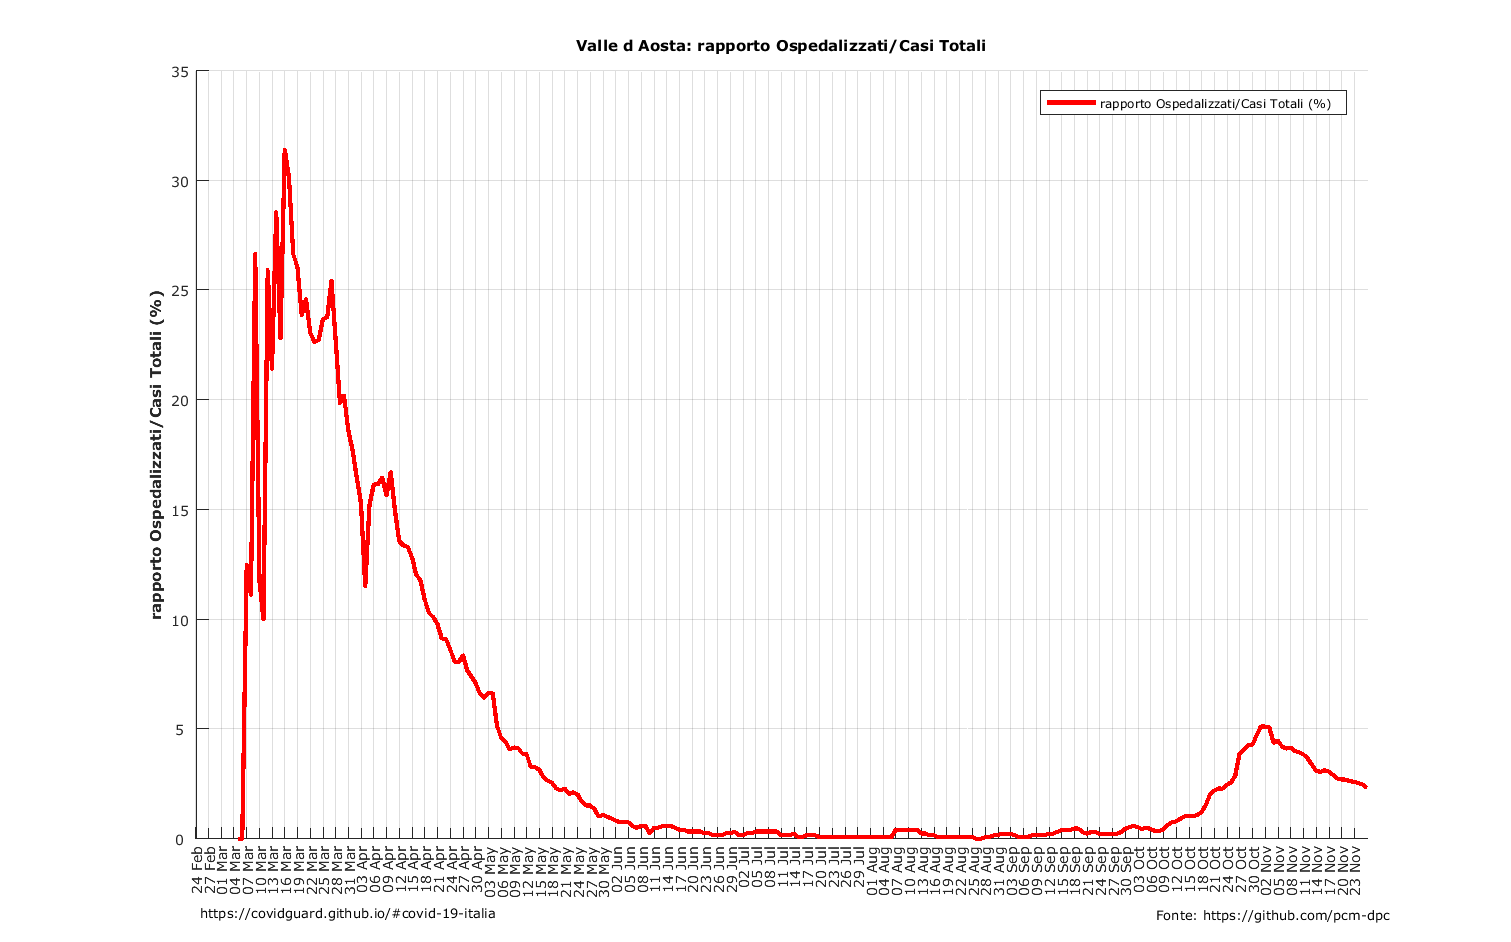 Valle d Aosta: rapporto Ospedalizzati/Casi Totali
rapporto Ospedalizzati/Casi Totali (%)
rapporto Ospedalizzati/Casi Totali (%)
35
30
25
20
15
10
5
0
24 Feb
27 Feb
01 Mar
04 Mar
07 Mar
10 Mar
13 Mar
16 Mar
19 Mar
22 Mar
25 Mar
28 Mar
31 Mar
03 Apr
06 Apr
09 Apr
12 Apr
15 Apr
18 Apr
21 Apr
24 Apr
27 Apr
30 Apr
03 May
06 May
09 May
12 May
15 May
18 May
21 May
24 May
27 May
30 May
02 Jun
05 Jun
08 Jun
11 Jun
14 Jun
17 Jun
20 Jun
23 Jun
26 Jun
29 Jun
02 Jul
05 Jul
08 Jul
11 Jul
14 Jul
17 Jul
20 Jul
23 Jul
26 Jul
29 Jul
01 Aug
04 Aug
07 Aug
10 Aug
13 Aug
16 Aug
19 Aug
22 Aug
25 Aug
28 Aug
31 Aug
03 Sep
06 Sep
09 Sep
12 Sep
15 Sep
18 Sep
21 Sep
24 Sep
27 Sep
30 Sep
03 Oct
06 Oct
09 Oct
12 Oct
15 Oct
18 Oct
21 Oct
24 Oct
27 Oct
30 Oct
02 Nov
05 Nov
08 Nov
11 Nov
14 Nov
17 Nov
20 Nov
23 Nov
https://covidguard.github.io/#covid-19-italia
Fonte: https://github.com/pcm-dpc